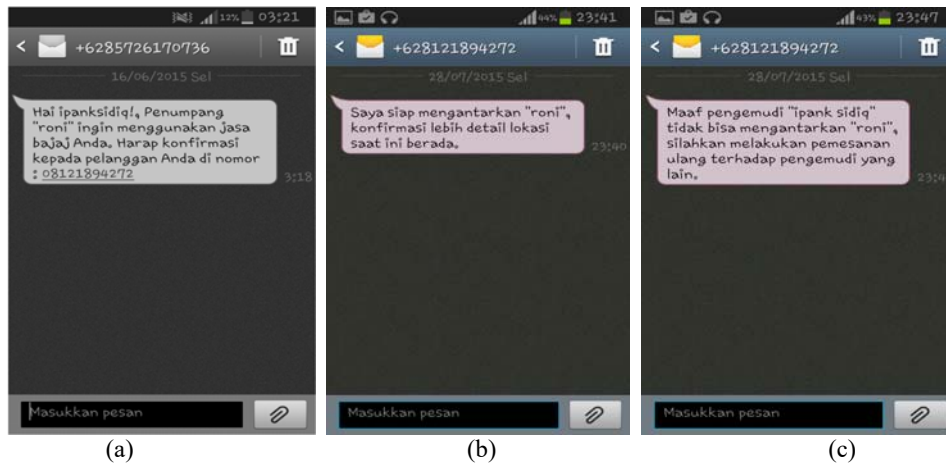 12% 03:21
+6285726170736
16/06/2015 Sel
Hai ipanksidiq!, Penumpang
"roni" ingin menggunakan jasa
bajaj Anda. Harap konfirmasi
kepada pelanggan Anda di nomor
: 08121894272
3:18
Masukkan pesan
(a)
44% 23:41
+628121894272
28/07/2015 Sel
Saya siap mengantarkan "roni",
konfirmasi lebih detail lokasi
saat ini berada.
23:40
Masukkan pesan
(b)
43% 23:47
+628121894272
28/07/2015 Sel
Maaf pengemudi "ipank sidiq"
tidak bisa mengantarkan "roni",
silahkan melakukan pemesanan
ulang terhadap pengemudi yang
lain.
Masukkan pesan
(c)